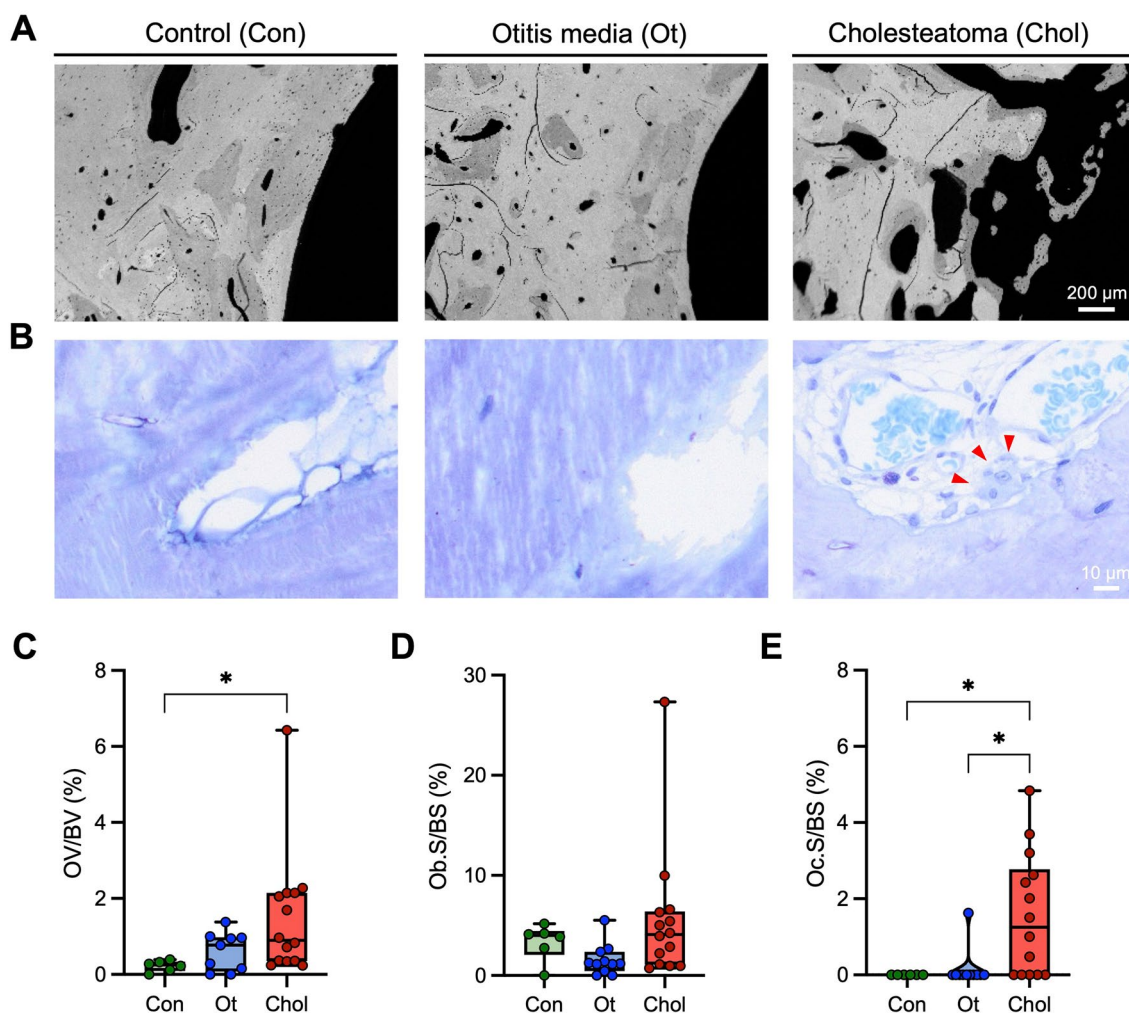 A
Control (Con)
Otitis media (Ot)
Cholesteatoma (Chol)
200 µm
B
10 µm
C
8
6
4
2
0
OV/BV (%)
*
Con
Ot
Chol
D
30
20
10
0
Ob.S/BS (%)
Con
Ot
Chol
E
8
6
4
2
0
Oc.S/BS (%)
*
*
Con
Ot
Chol